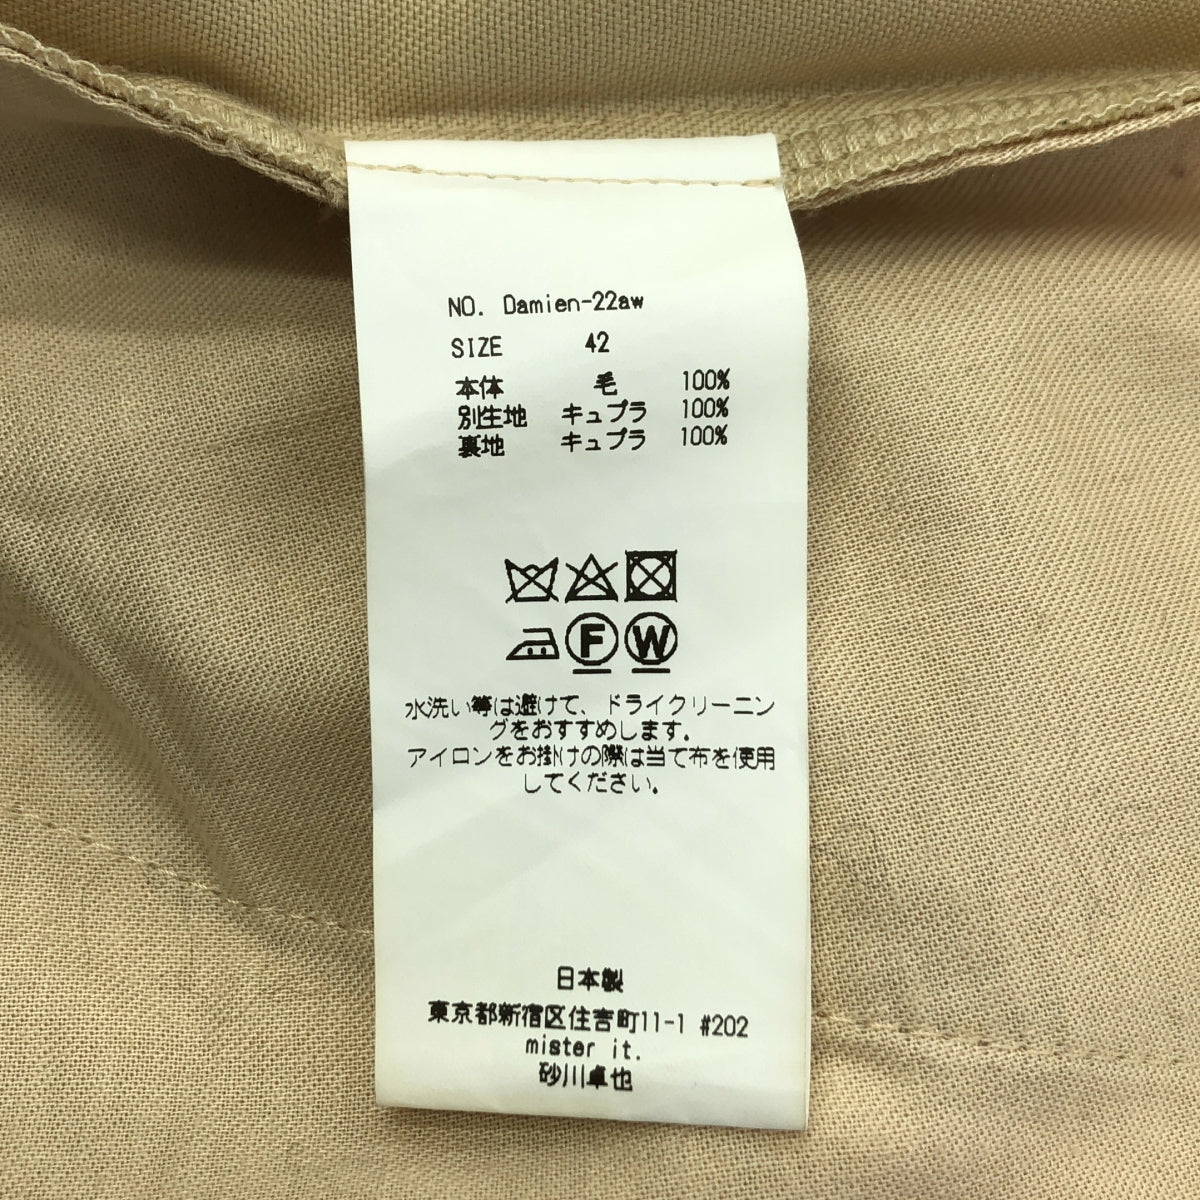 NO. Damien-22aw
SIZE 42
本体 毛 100%
別生地 キュプラ 100%
裏地 キュプラ 100%
F W
水洗い等は避けて、ドライクリーニン
グをおすすめします。
アイロンをお掛けの際は当て布を使用
してください。
日本製
東京都新宿区住吉町11-1 #202
mister it.
砂川卓也